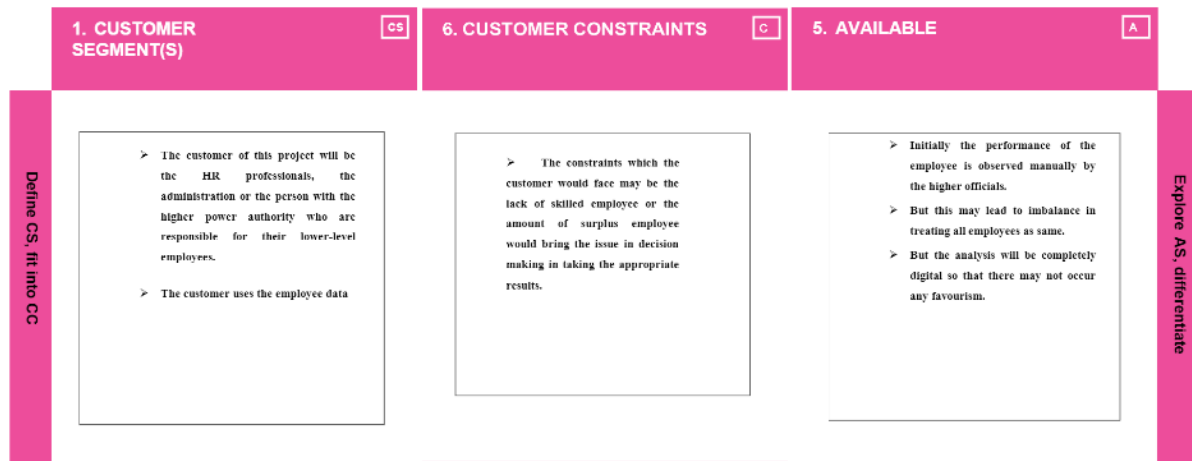 1. CUSTOMER
SEGMENT(S)
CS
6. CUSTOMER CONSTRAINTS
C
5. AVAILABLE
A
Define CS, fit into CC
➢ The customer of this project will be
the HR professionals, the
administration or the person with the
higher power authority who are
responsible for their lower-level
employees.
➢ The customer uses the employee data
➢ The constraints which the
customer would face may be the
lack of skilled employee or the
amount of surplus employee
would bring the issue in decision
making in taking the appropriate
results.
➢ Initially the performance of the
employee is observed manually by
the higher officials.
➢ But this may lead to imbalance in
treating all employees as same.
➢ But the analysis will be completely
digital so that there may not occur
any favourism.
Explore AS, differentiate